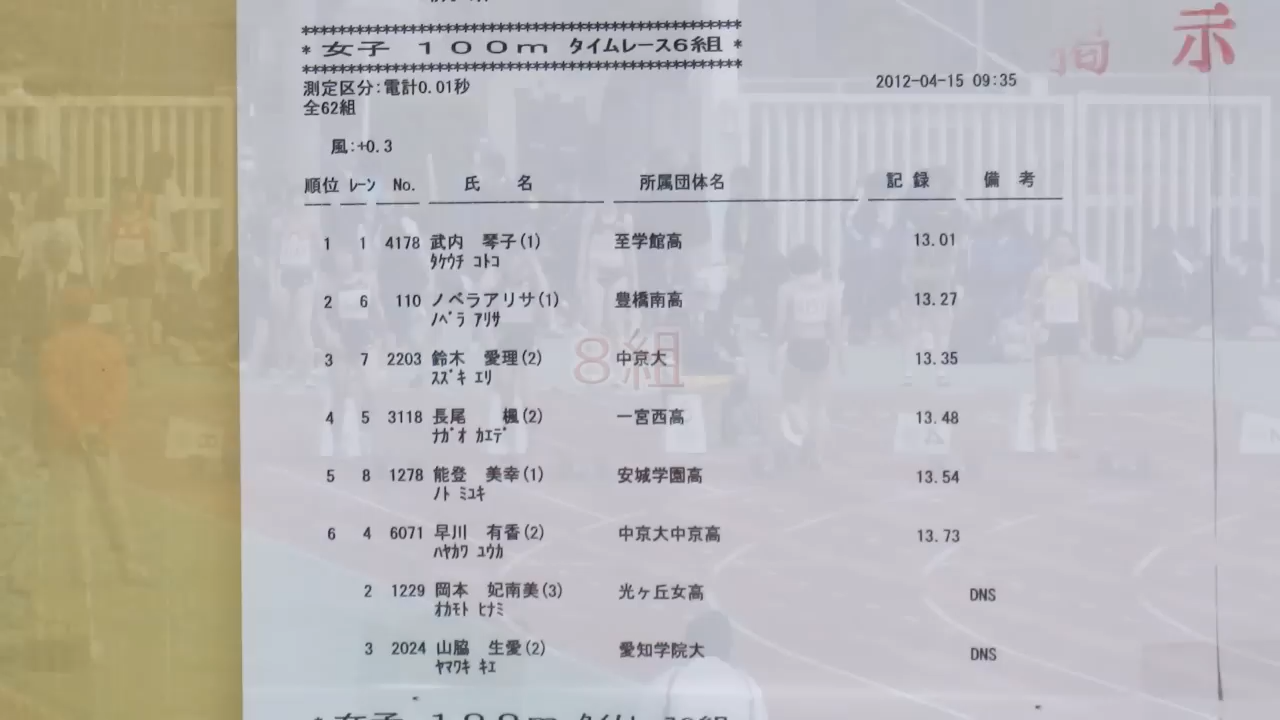 ****************************************************
* 女子 １００ｍ タイムレース6組 *
****************************************************
示
測定区分:電計0.01秒
2012-04-15 09:35
全62組
風:+0.3
順位 ﾚｰﾝ No. 氏 名 所属団体名 記 録 備 考
1 1 4178 武内 琴子(1) 至学館高 13.01
ﾀｹｳﾁ ｺﾄｺ
2 6 110 ノベラアリサ(1) 豊橋南高 13.27
ﾉﾍﾞﾗ ｱﾘｻ
3 7 2203 鈴木 愛理(2) 中京大 13.35
ｽｽﾞｷ ｴﾘ
8組
4 5 3118 長尾 楓(2) 一宮西高 13.48
ﾅｶﾞｵ ｶｴﾃﾞ
5 8 1278 能登 美幸(1) 安城学園高 13.54
ﾉﾄ ﾐﾕｷ
6 4 6071 早川 有香(2) 中京大中京高 13.73
ﾊﾔｶﾜ ﾕｳｶ
2 1229 岡本 妃南美(3) 光ヶ丘女高 DNS
ｵｶﾓﾄ ﾋﾅﾐ
3 2024 山脇 生愛(2) 愛知学院大 DNS
ﾔﾏﾜｷ ｷｴ
* 女子 １００ｍ